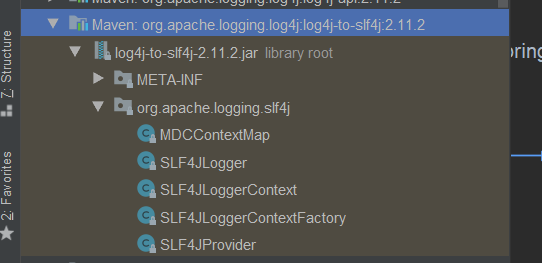 Maven: org.apache.logging.log4j:log4j-api:2.11.2
Maven: org.apache.logging.log4j:log4j-to-slf4j:2.11.2
log4j-to-slf4j-2.11.2.jar library root
META-INF
org.apache.logging.slf4j
MDCContextMap
SLF4JLogger
SLF4JLoggerContext
SLF4JLoggerContextFactory
SLF4JProvider
7: Structure
2: Favorites